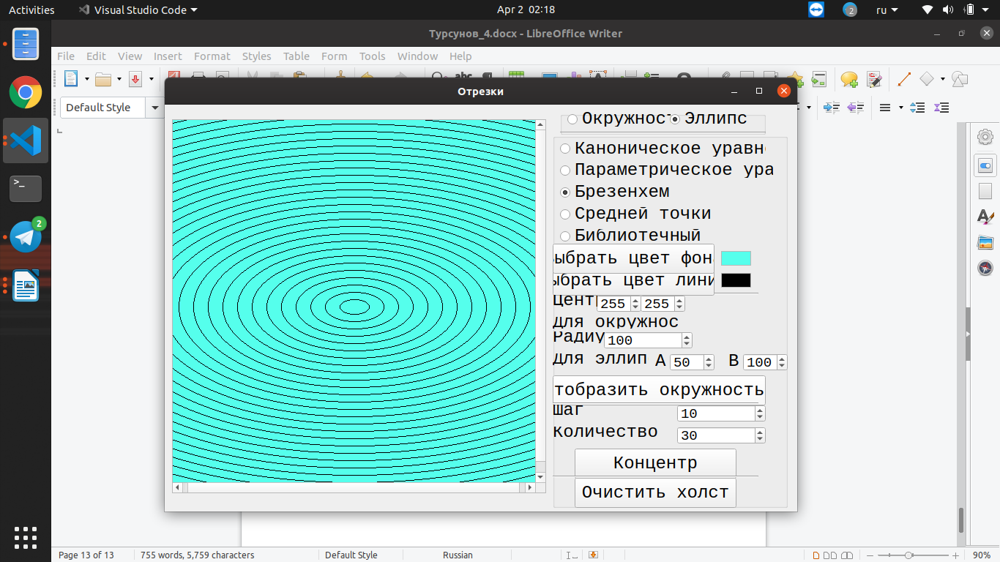 Activities Visual Studio Code Apr 2 02:18 2 ru
Турсунов_4.docx - LibreOffice Writer
File Edit View Insert Format Styles Table Form Tools Window Help
Default Style
Отрезки
Окружност Эллипс
Каноническое уравн
Параметрическое ура
Брезенхем
Средней точки
Библиотечный
ыбрать цвет фон
ыбрать цвет лини
Центр 255 255
Для окружнос
Радиу 100
Для эллип A 50 B 100
тобразить окружность
Шаг 10
Количество 30
Концентр
Очистить холст
2
>_
Page 13 of 13 755 words, 5,759 characters Default Style Russian 90%